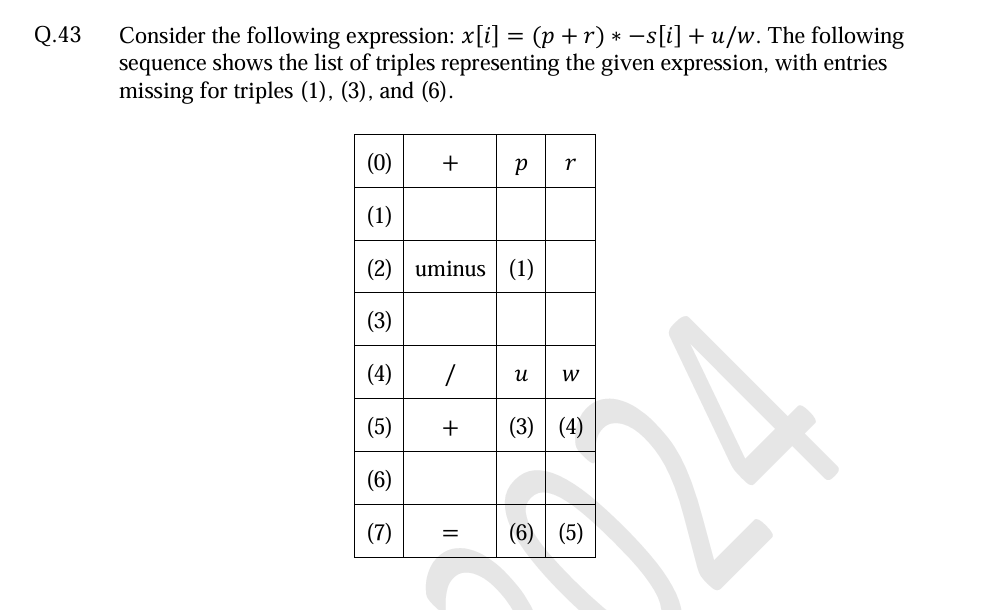 Q.43 Consider the following expression: x[i] = (p + r) * −s[i] + u/w. The following
sequence shows the list of triples representing the given expression, with entries
missing for triples (1), (3), and (6).
(0) + p r
(1)
(2) uminus (1)
(3)
(4) / u w
(5) + (3) (4)
(6)
(7) = (6) (5)
2024